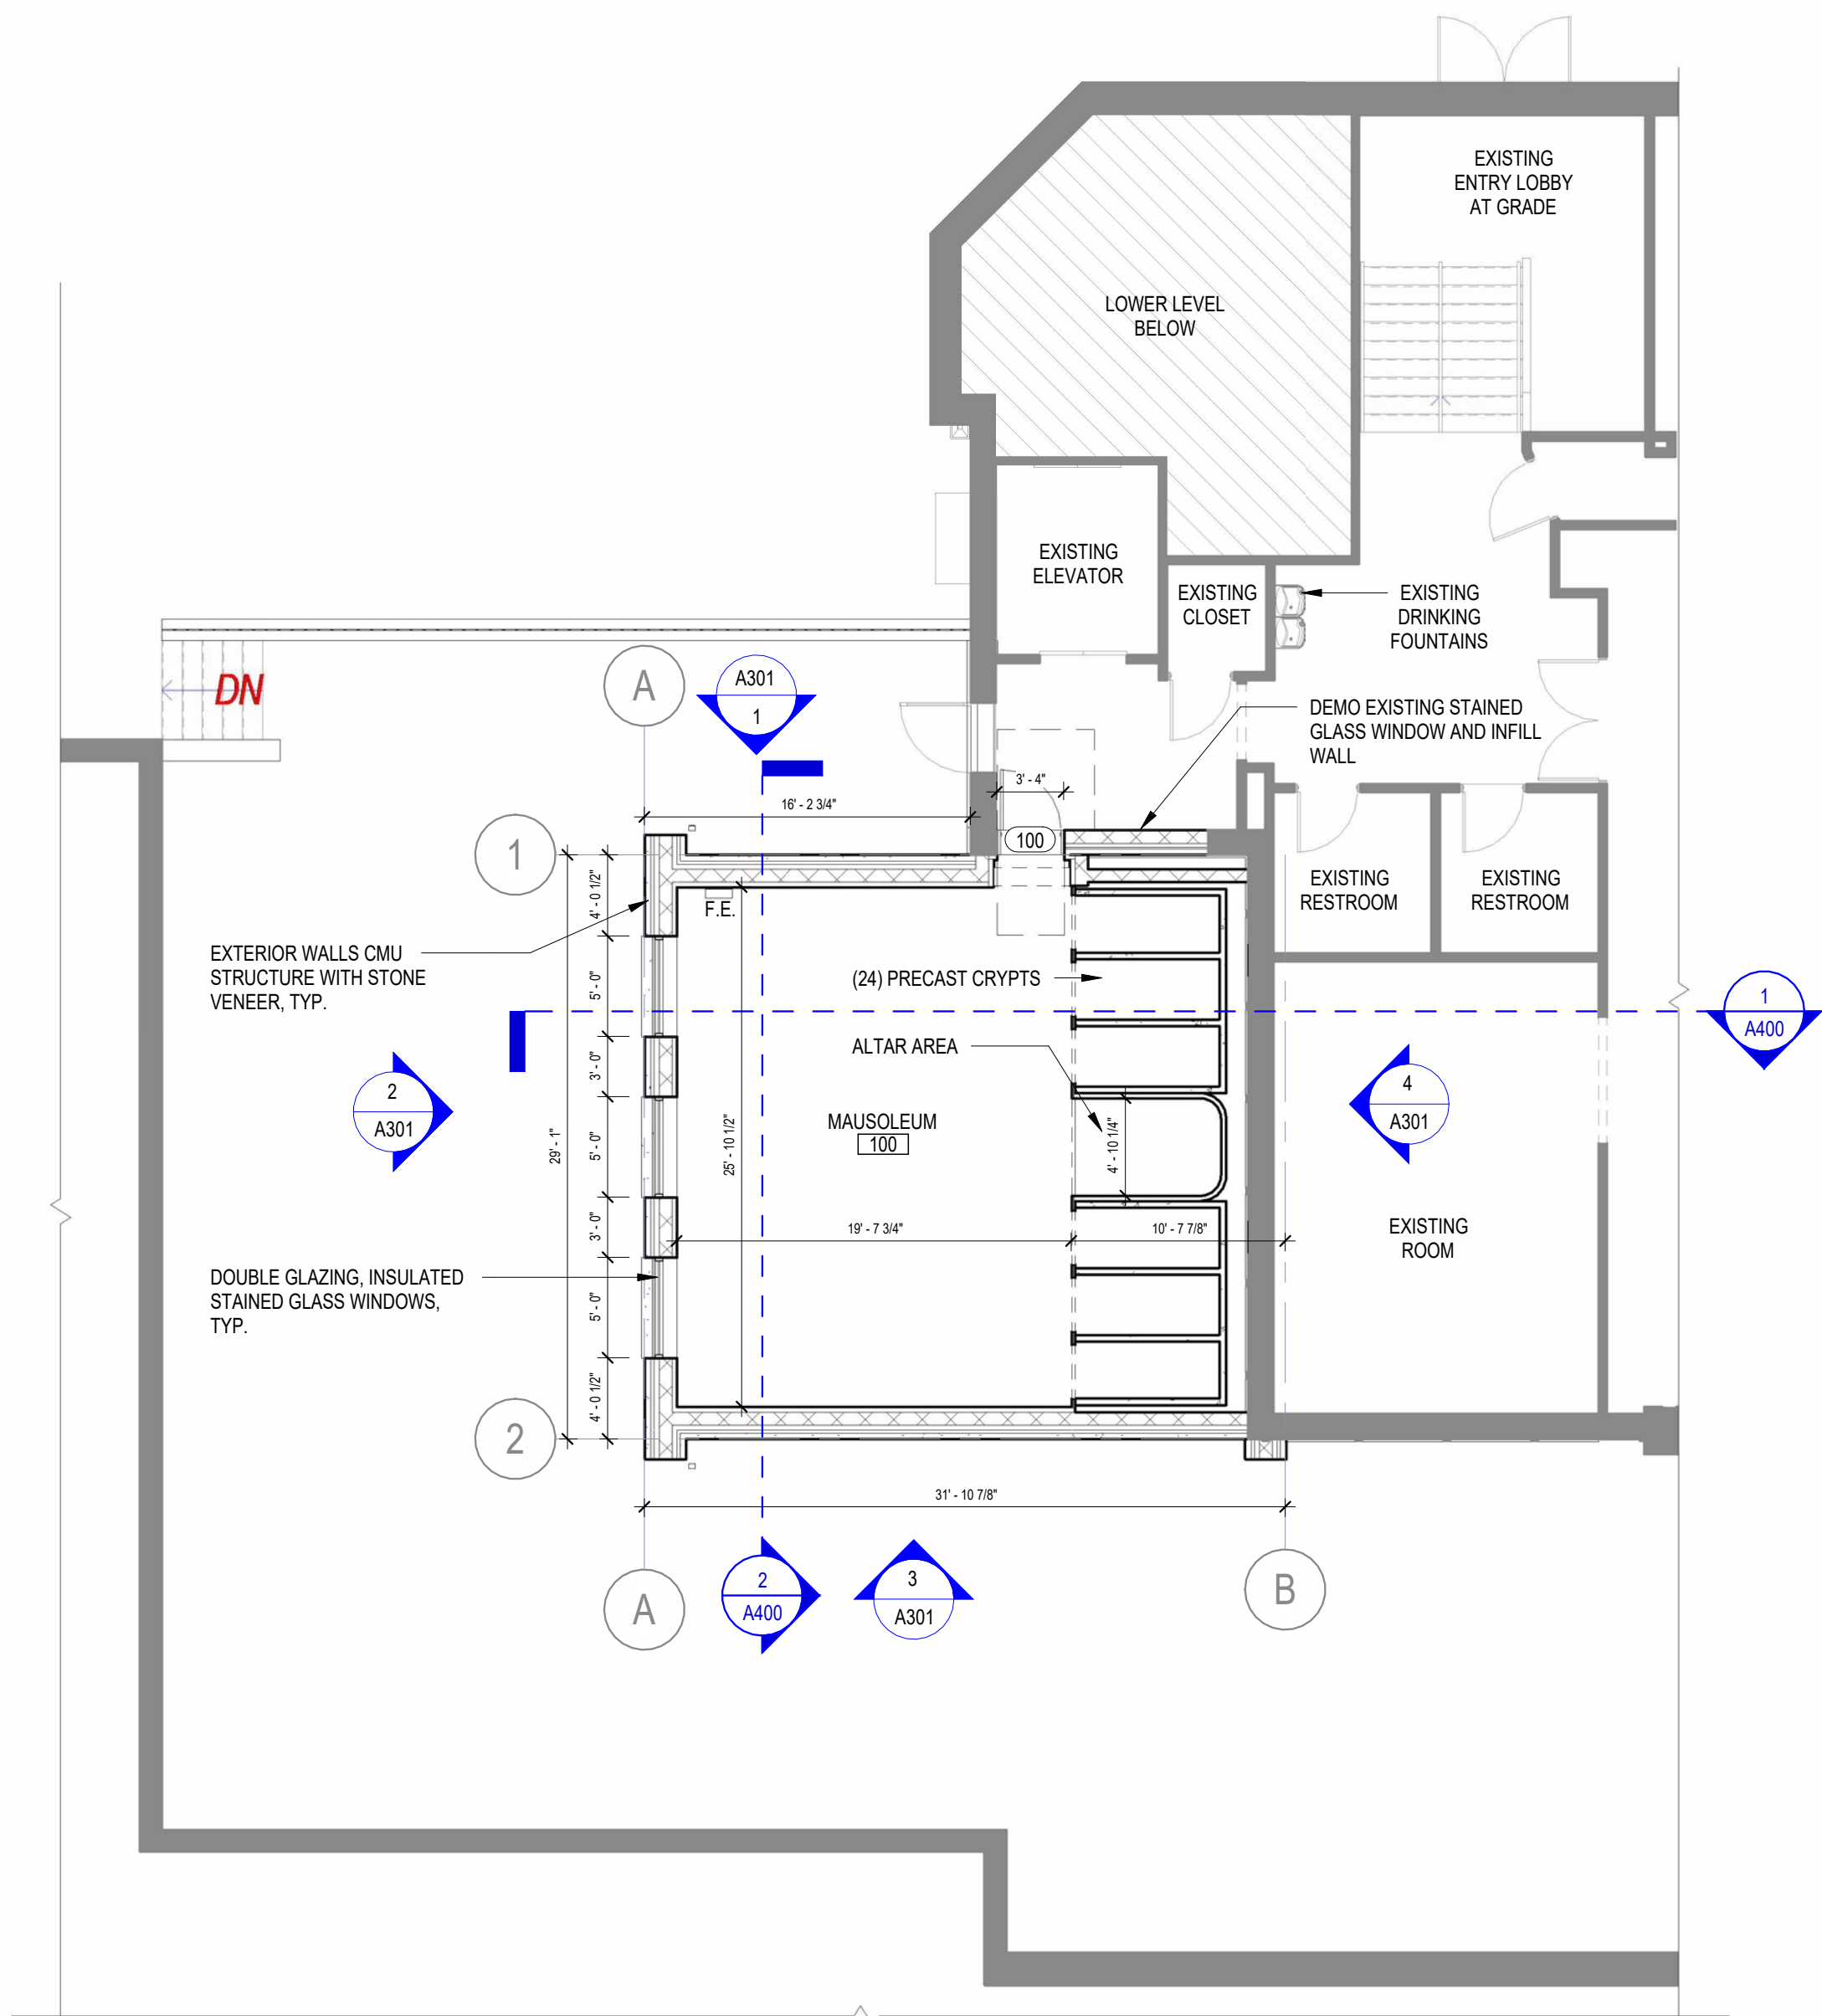 EXISTING
ENTRY LOBBY
AT GRADE
LOWER LEVEL
BELOW
EXISTING
ELEVATOR
EXISTING
CLOSET
EXISTING
DRINKING
FOUNTAINS
DN
A
A301
1
DEMO EXISTING STAINED
GLASS WINDOW AND INFILL
WALL
3' - 4"
16' - 2 3/4"
100
1
4' - 0 1/2"
F.E.
EXISTING
RESTROOM
EXISTING
RESTROOM
EXTERIOR WALLS CMU
STRUCTURE WITH STONE
VENEER, TYP.
5' - 0"
(24) PRECAST CRYPTS
1
A400
ALTAR AREA
3' - 0"
2
A301
4
A301
MAUSOLEUM
100
29' - 1"
5' - 0"
25' - 10 1/2"
4' - 10 1/4"
3' - 0"
19' - 7 3/4"
10' - 7 7/8"
EXISTING
ROOM
DOUBLE GLAZING, INSULATED
STAINED GLASS WINDOWS,
TYP.
5' - 0"
4' - 0 1/2"
2
31' - 10 7/8"
A
2
A400
3
A301
B